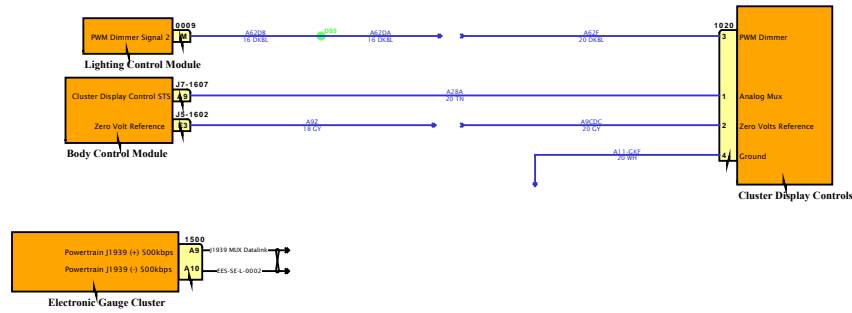 0009
PWM Dimmer Signal 2
M
A62DB
16 DKBL
DS8
A62DA
16 DKBL
A62F
20 DKBL
1020
3
PWM Dimmer
Lighting Control Module
J7-1607
Cluster Display Control STS
A9
A28A
20 TN
1
Analog Mux
J5-1602
Zero Volt Reference
E3
A9Z
18 GY
A9CDC
20 GY
2
Zero Volts Reference
Body Control Module
A11-GKF
20 WH
4
Ground
Cluster Display Controls
1500
Powertrain J1939 (+) 500kbps
A9
J1939 MUX Datalink
Powertrain J1939 (-) 500kbps
A10
EES-SE-L-0002
Electronic Gauge Cluster